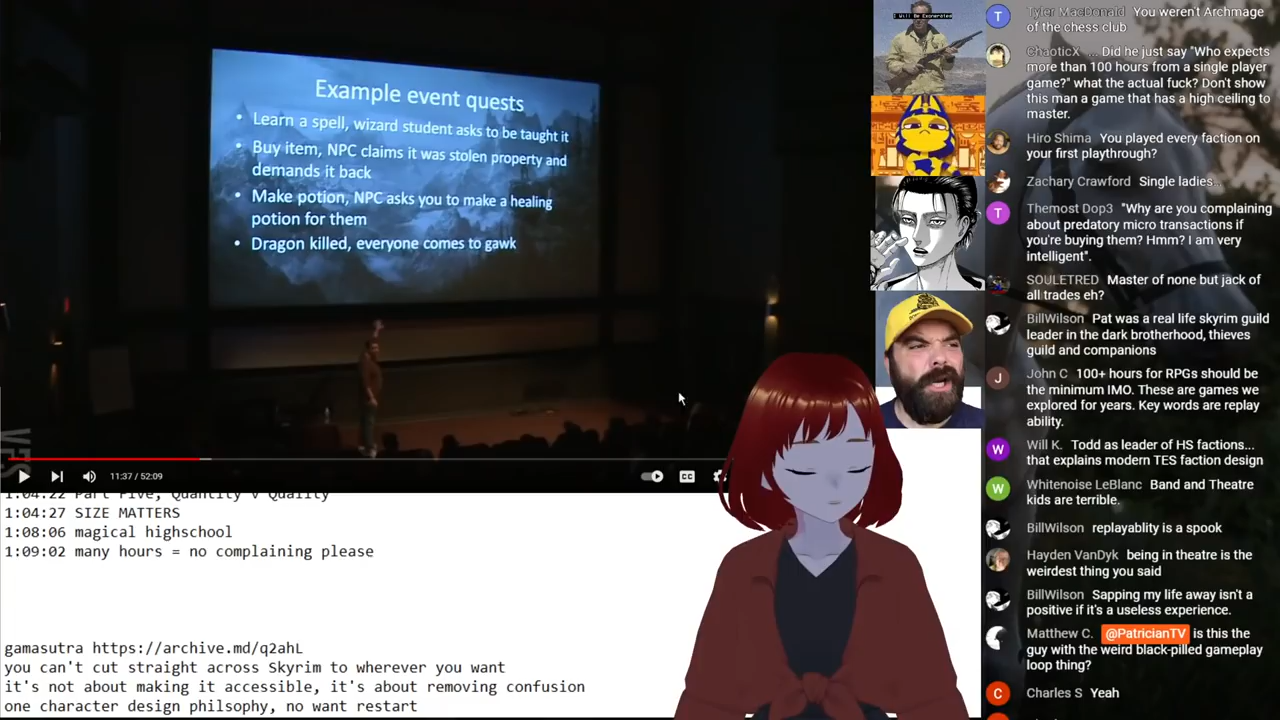 Example event quests
• Learn a spell, wizard student asks to be taught it
• Buy item, NPC claims it was stolen property and
demands it back
• Make potion, NPC asks you to make a healing
potion for them
• Dragon killed, everyone comes to gawk
11:37 / 52:09
CC
1:04:22 Part Five, Quantity v Quality
1:04:27 SIZE MATTERS
1:08:06 magical highschool
1:09:02 many hours = no complaining please
gamasutra https://archive.md/q2ahL
you can't cut straight across Skyrim to wherever you want
it's not about making it accessible, it's about removing confusion
one character design philsophy, no want restart
I Will Be Exonerated
T
Tyler MacDonald You weren't Archmage
of the chess club
ChaoticX ... Did he just say "Who expects
more than 100 hours from a single player
game?" what the actual fuck? Don't show
this man a game that has a high ceiling to
master.
Hiro Shima You played every faction on
your first playthrough?
Zachary Crawford Single ladies..
T
Themost Dop3 "Why are you complaining
about predatory micro transactions if
you're buying them? Hmm? I am very
intelligent".
SOULETRED Master of none but jack of
all trades eh?
BillWilson Pat was a real life skyrim guild
leader in the dark brotherhood, thieves
guild and companions
J
John C 100+ hours for RPGs should be
the minimum IMO. These are games we
explored for years. Key words are replay
ability.
W
Will K. Todd as leader of HS factions...
that explains modern TES faction design
W
Whitenoise LeBlanc Band and Theatre
kids are terrible.
BillWilson replayablity is a spook
Hayden VanDyk being in theatre is the
weirdest thing you said
BillWilson Sapping my life away isn't a
positive if it's a useless experience.
Matthew C. @PatricianTV is this the
guy with the weird black-pilled gameplay
loop thing?
C
Charles S Yeah